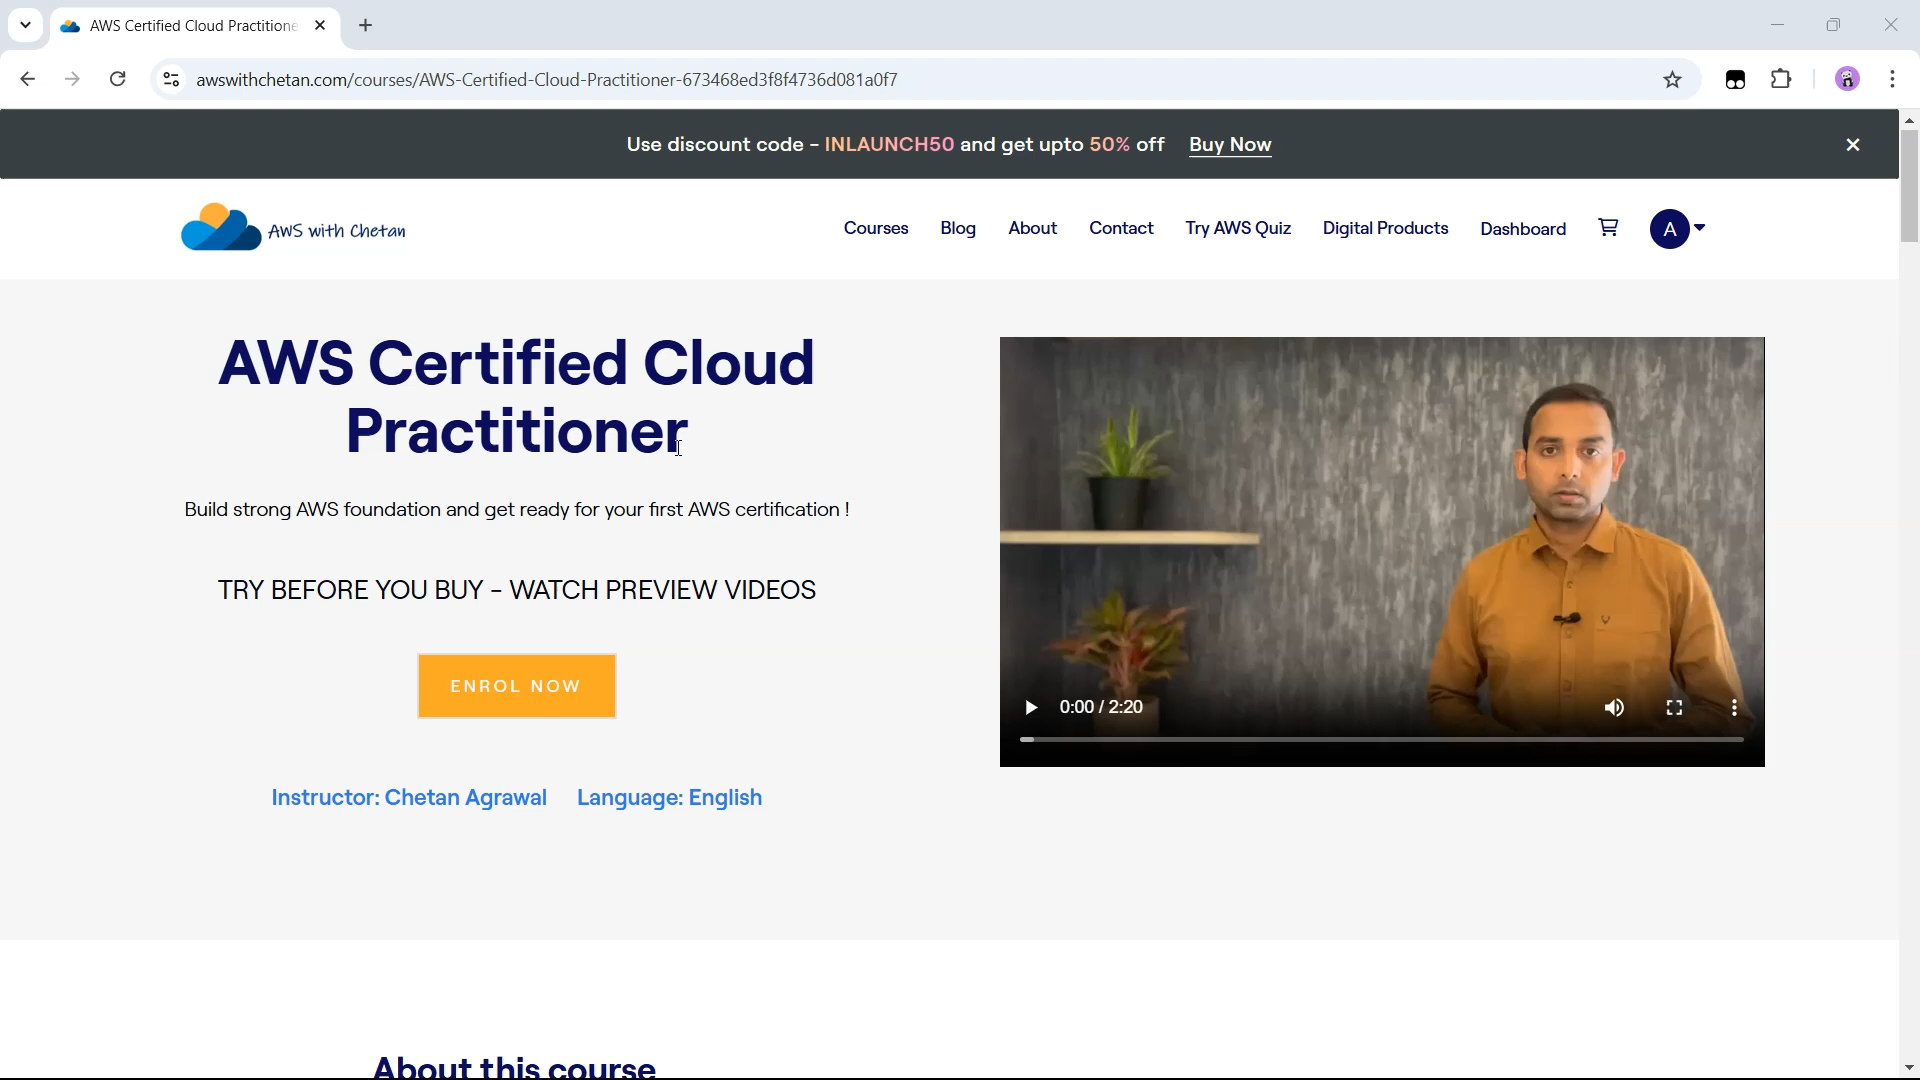 AWS Certified Cloud Practitione
awswithchetan.com/courses/AWS-Certified-Cloud-Practitioner-673468ed3f8f4736d081a0f7
Use discount code - INLAUNCH50 and get upto 50% off Buy Now
AWS with Chetan
Courses Blog About Contact Try AWS Quiz Digital Products Dashboard A
AWS Certified Cloud
Practitioner
Build strong AWS foundation and get ready for your first AWS certification !
TRY BEFORE YOU BUY - WATCH PREVIEW VIDEOS
ENROL NOW
0:00 / 2:20
Instructor: Chetan Agrawal Language: English
About this course